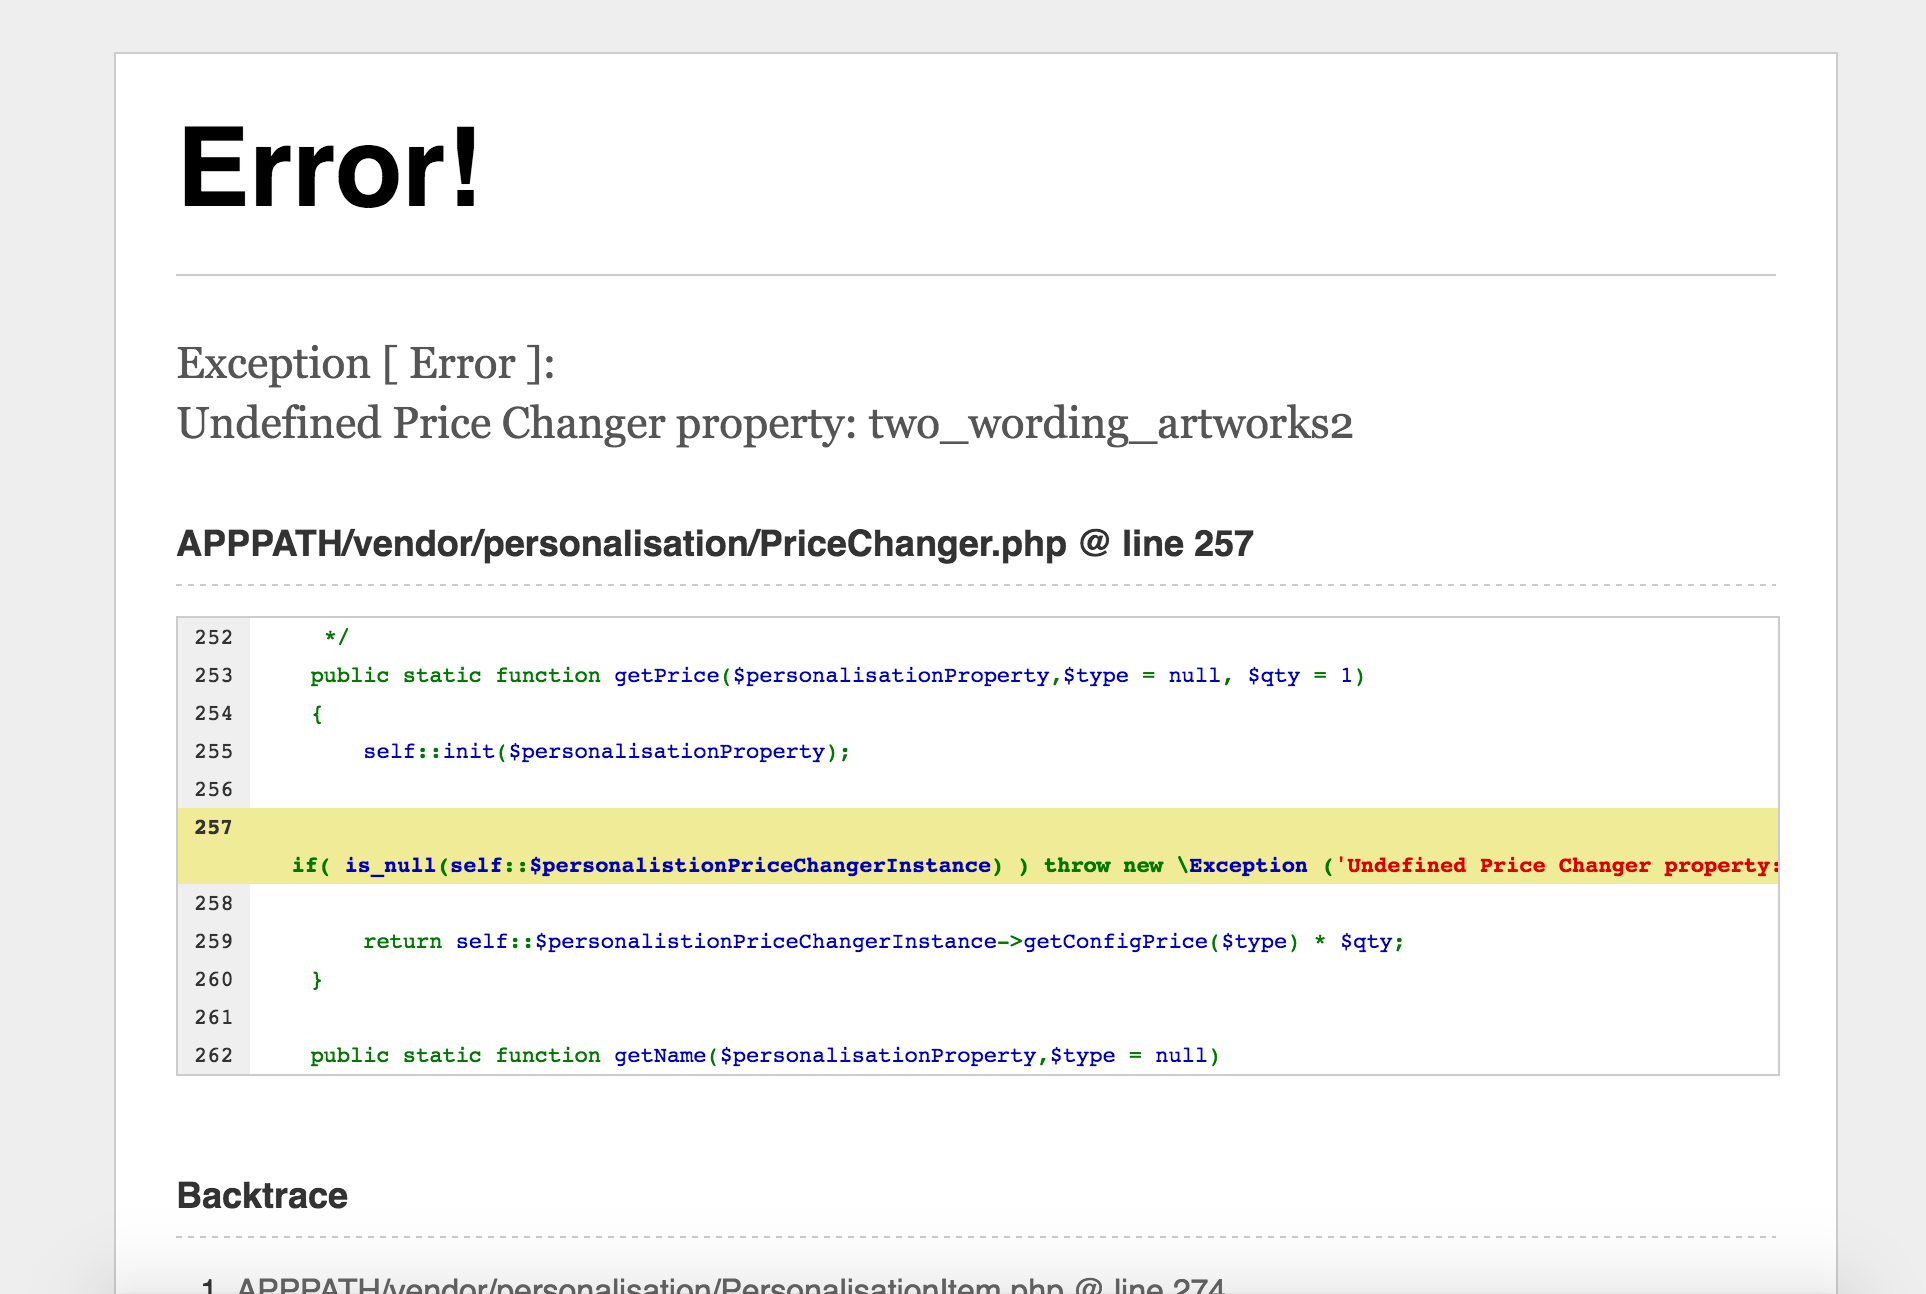 Error!
Exception [ Error ]:
Undefined Price Changer property: two_wording_artworks2
APPPATH/vendor/personalisation/PriceChanger.php @ line 257
252 */
253 public static function getPrice($personalisationProperty,$type = null, $qty = 1)
254 {
255 self::init($personalisationProperty);
256
257
if( is_null(self::$personalistionPriceChangerInstance) ) throw new \Exception ('Undefined Price Changer property:
258
259 return self::$personalistionPriceChangerInstance->getConfigPrice($type) * $qty;
260 }
261
262 public static function getName($personalisationProperty,$type = null)
Backtrace
1 APPPATH/vendor/personalisation/PersonalisationItem.php @ line 274